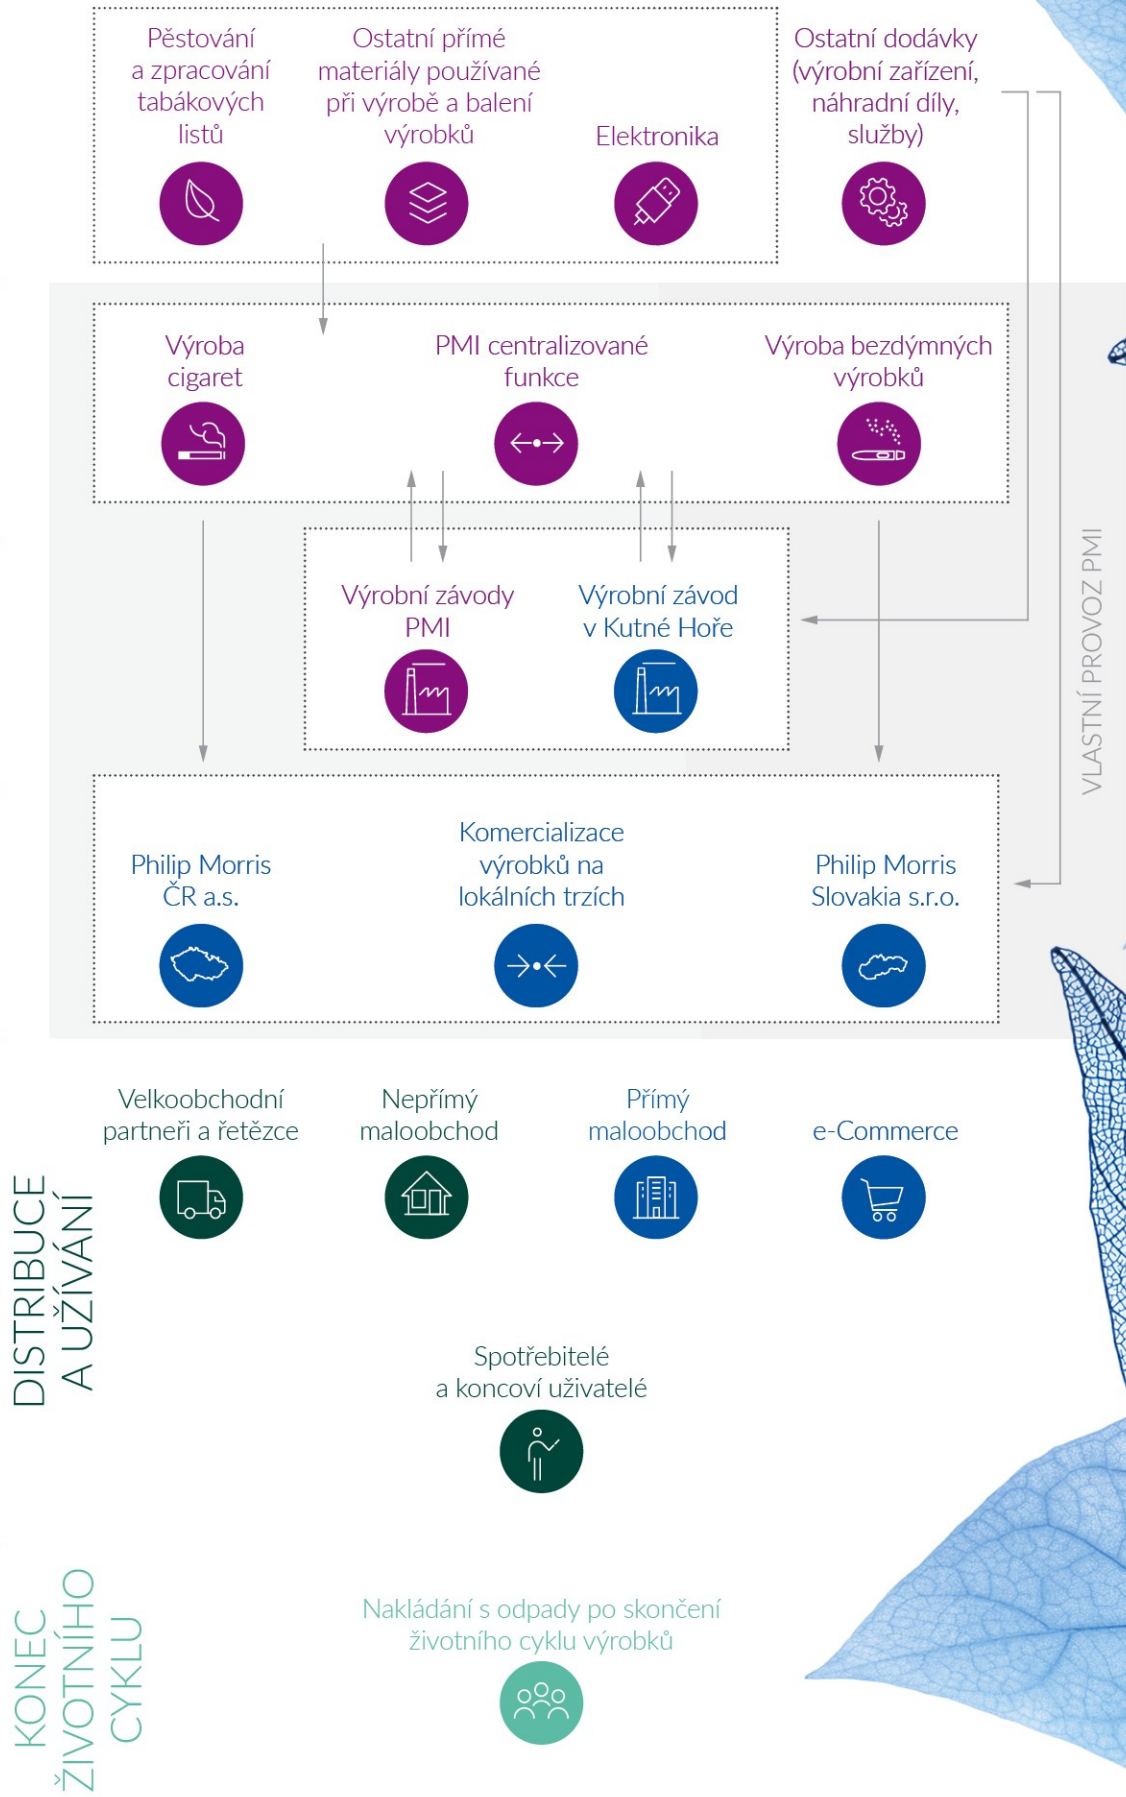 Pěstování
a zpracování
tabákových
listů
Ostatní přímé
materiály používané
při výrobě a balení
výrobků
Elektronika
Ostatní dodávky
(výrobní zařízení,
náhradní díly,
služby)
Výroba
cigaret
PMI centralizované
funkce
Výroba bezdýmných
výrobků
Výrobní závody
PMI
Výrobní závod
v Kutné Hoře
VLASTNÍ PROVOZ PMI
Philip Morris
ČR a.s.
Komercializace
výrobků na
lokálních trzích
Philip Morris
Slovakia s.r.o.
DISTRIBUCE
A UŽÍVÁNÍ
Velkoobchodní
partneři a řetězce
Nepřímý
maloobchod
Přímý
maloobchod
e-Commerce
Spotřebitelé
a koncoví uživatelé
KONEC
ŽIVOTNÍHO
CYKLU
Nakládání s odpady po skončení
životního cyklu výrobků